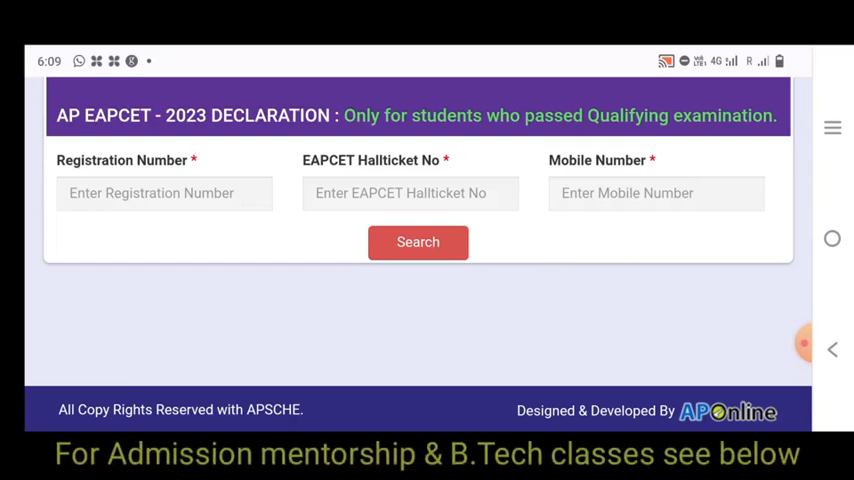 6:09
4G R
AP EAPCET - 2023 DECLARATION : Only for students who passed Qualifying examination.
Registration Number * EAPCET Hallticket No * Mobile Number *
Enter Registration Number Enter EAPCET Hallticket No Enter Mobile Number
Search
All Copy Rights Reserved with APSCHE. Designed & Developed By APOnline
For Admission mentorship & B.Tech classes see below